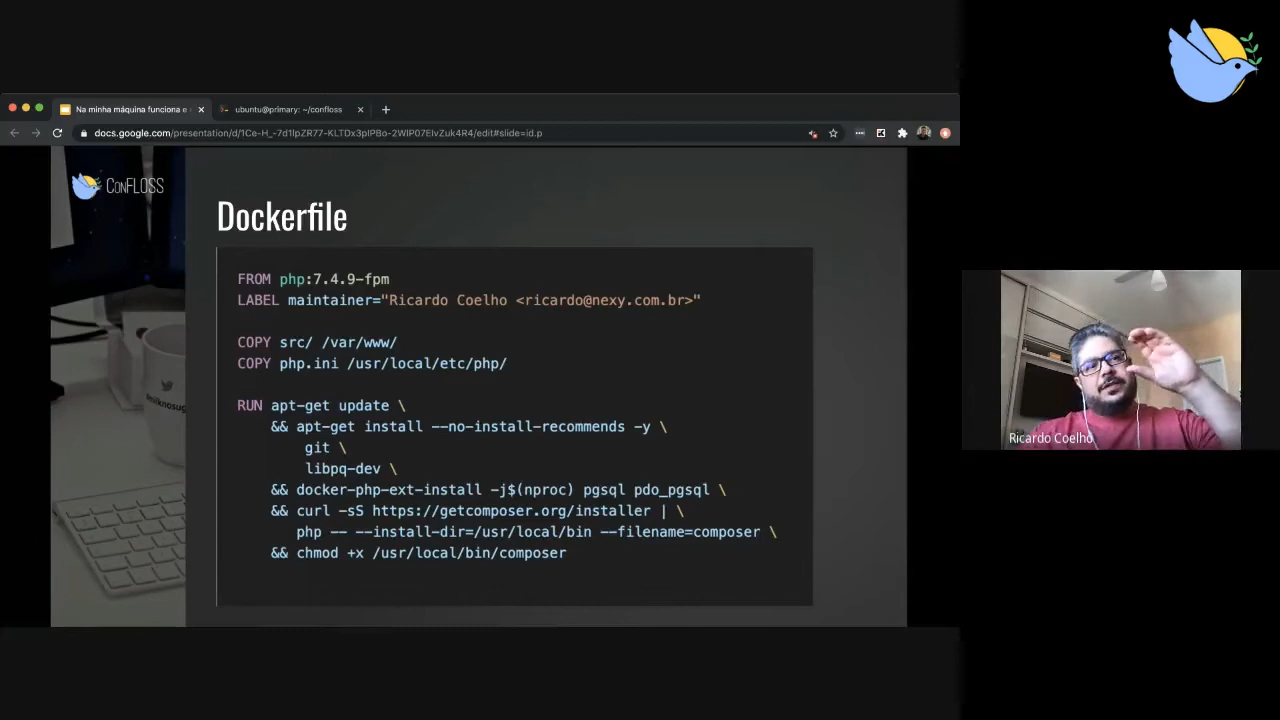 Na minha máquina funciona e
ubuntu@primary: ~/confloss
docs.google.com/presentation/d/1Ce-H_-7d1lpZR77-KLTDx3pIPBo-2WIP07EIvZuk4R4/edit#slide=id.p
ConFLOSS
Dockerfile
FROM php:7.4.9-fpm
LABEL maintainer="Ricardo Coelho <ricardo@nexy.com.br>"
COPY src/ /var/www/
COPY php.ini /usr/local/etc/php/
RUN apt-get update \
&& apt-get install --no-install-recommends -y \
git \
libpq-dev \
&& docker-php-ext-install -j$(nproc) pgsql pdo_pgsql \
&& curl -sS https://getcomposer.org/installer | \
php -- --install-dir=/usr/local/bin --filename=composer \
&& chmod +x /usr/local/bin/composer
Ricardo Coelho